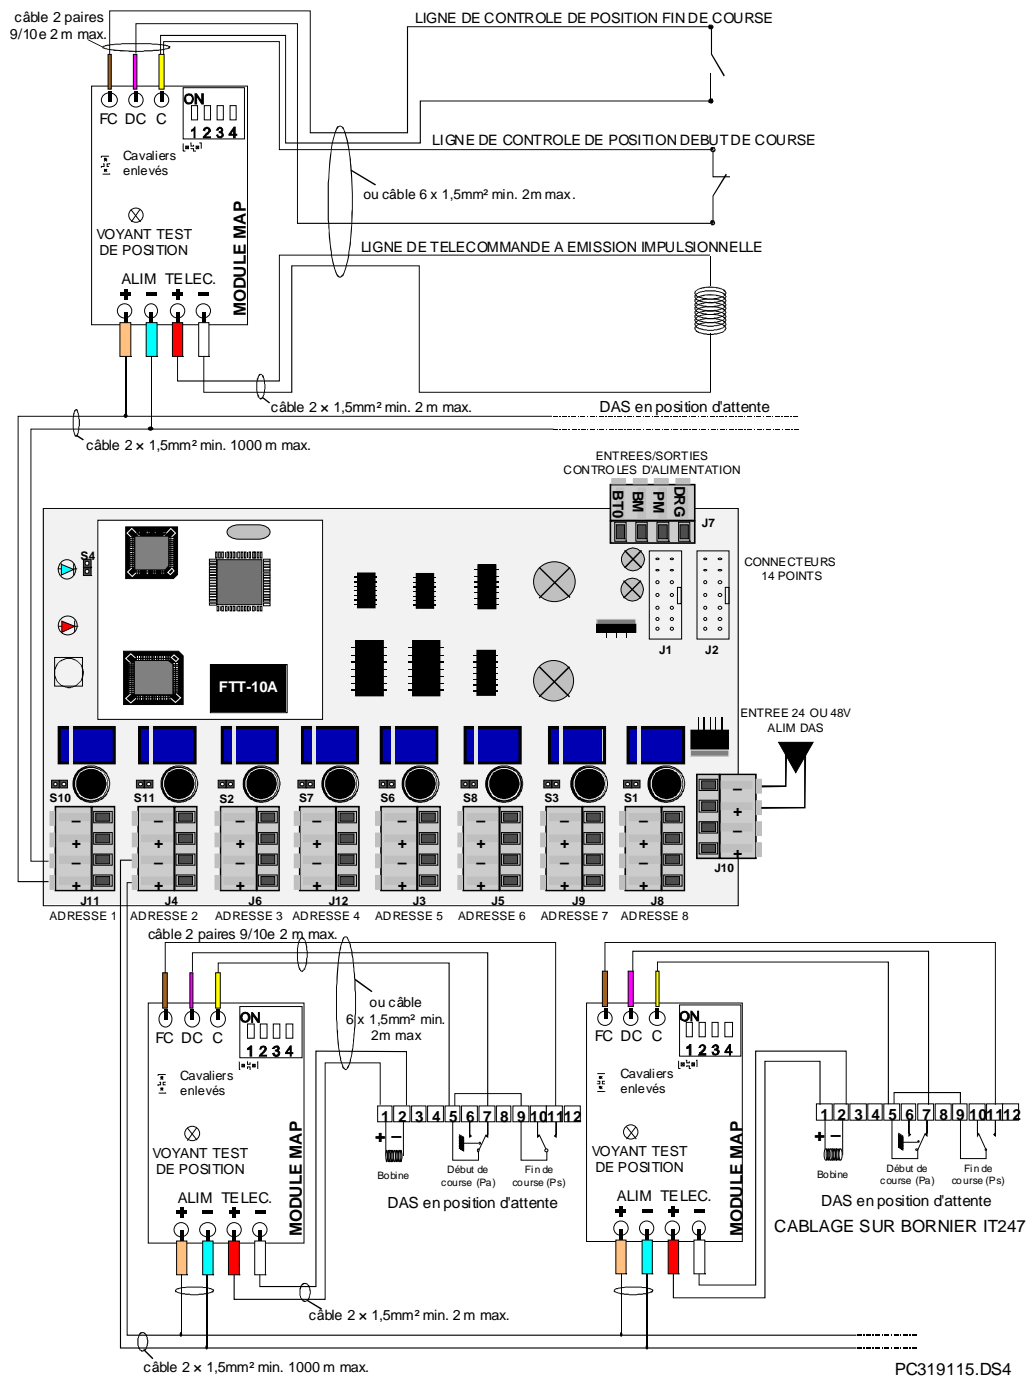 câble 2 paires
9/10e 2 m max.
LIGNE DE CONTROLE DE POSITION FIN DE COURSE
ON
FC DC C
1 2 3 4
Cavaliers
enlevés
LIGNE DE CONTROLE DE POSITION DEBUT DE COURSE
ou câble 6 x 1,5mm² min. 2m max.
VOYANT TEST
DE POSITION
MODULE MAP
LIGNE DE TELECOMMANDE A EMISSION IMPULSIONNELLE
ALIM TELEC.
+ − + −
câble 2 × 1,5mm² min. 2 m max.
DAS en position d'attente
câble 2 × 1,5mm² min. 1000 m max.
ENTREES/SORTIES
CONTROLES D'ALIMENTATION
BT0 BM PM DRG
J7
S4
CONNECTEURS
14 POINTS
J1 J2
FTT-10A
ENTREE 24 OU 48V
ALIM DAS
S10 S11 S2 S7 S6 S8 S3 S1
− − − − − − − − −
+ + + + + + + + +
− − − − − − − − −
+ + + + + + + + +
J10
J11 J4 J6 J12 J3 J5 J9 J8
ADRESSE 1 ADRESSE 2 ADRESSE 3 ADRESSE 4 ADRESSE 5 ADRESSE 6 ADRESSE 7 ADRESSE 8
câble 2 paires 9/10e 2 m max.
ou câble
6 x 1,5mm² min.
2m max
ON
FC DC C
1 2 3 4
Cavaliers
enlevés
VOYANT TEST
DE POSITION
MODULE MAP
ALIM TELEC.
+ − + −
1 2 3 4 5 6 7 8 9 10 11 12
+ −
Bobine
Début de
course (Pa)
Fin de
course (Ps)
DAS en position d'attente
câble 2 × 1,5mm² min. 2 m max.
câble 2 × 1,5mm² min. 1000 m max.
ON
FC DC C
1 2 3 4
Cavaliers
enlevés
VOYANT TEST
DE POSITION
MODULE MAP
ALIM TELEC.
+ − + −
1 2 3 4 5 6 7 8 9 10 11 12
+ −
Bobine
Début de
course (Pa)
Fin de
course (Ps)
DAS en position d'attente
CABLAGE SUR BORNIER IT247
PC319115.DS4